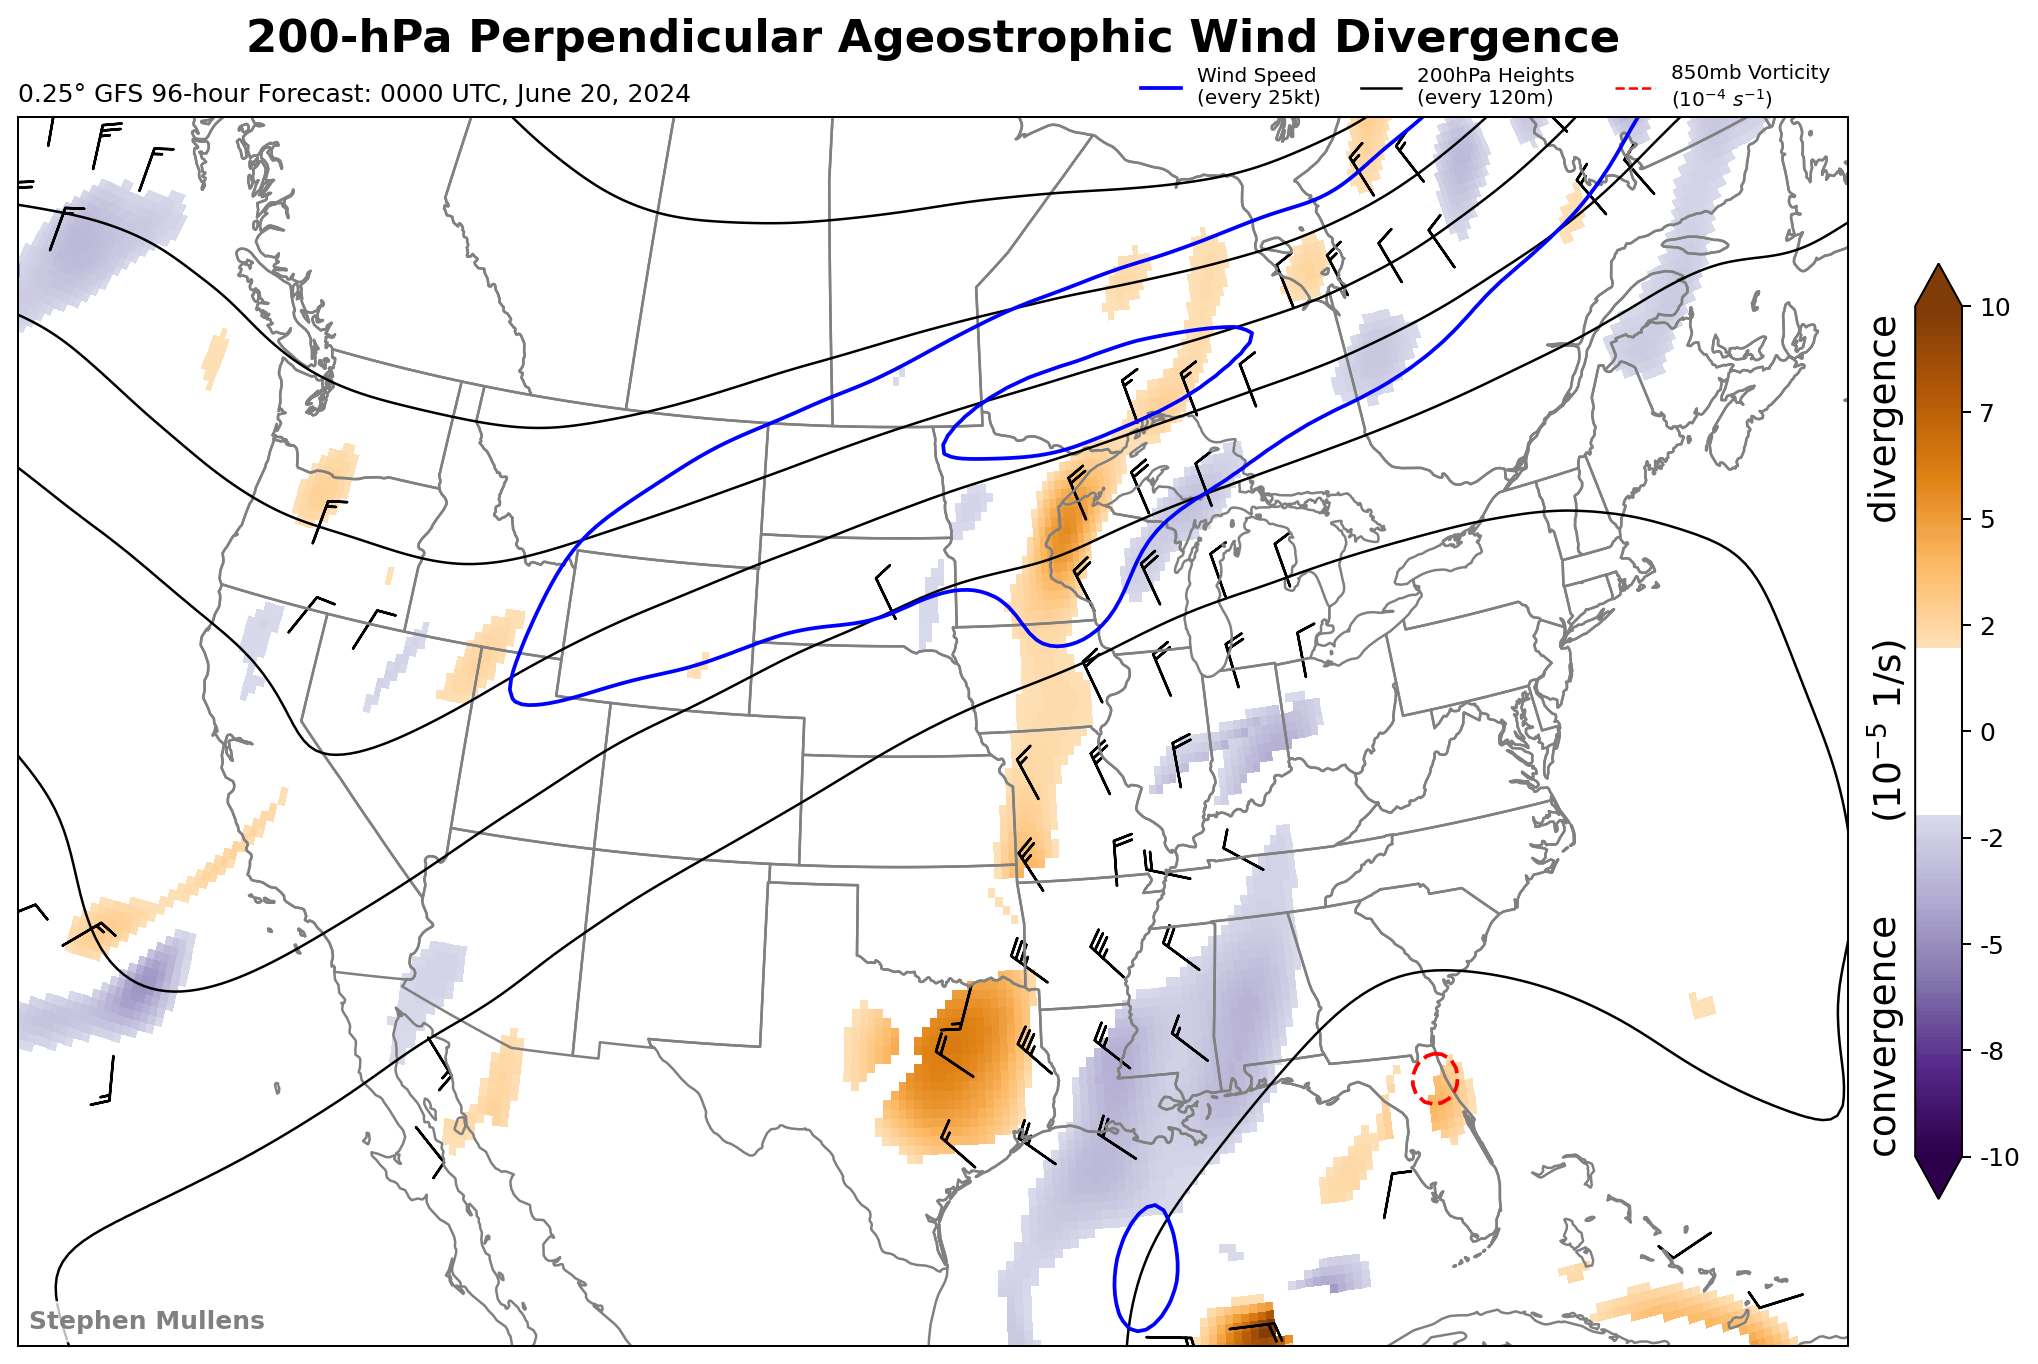 200-hPa Perpendicular Ageostrophic Wind Divergence
0.25° GFS 96-hour Forecast: 0000 UTC, June 20, 2024
Wind Speed
(every 25kt)
200hPa Heights
(every 120m)
850mb Vorticity
(10⁻⁴ s⁻¹)
10
7
5
2
0
-2
-5
-8
-10
convergence (10⁻⁵ 1/s) divergence
Stephen Mullens